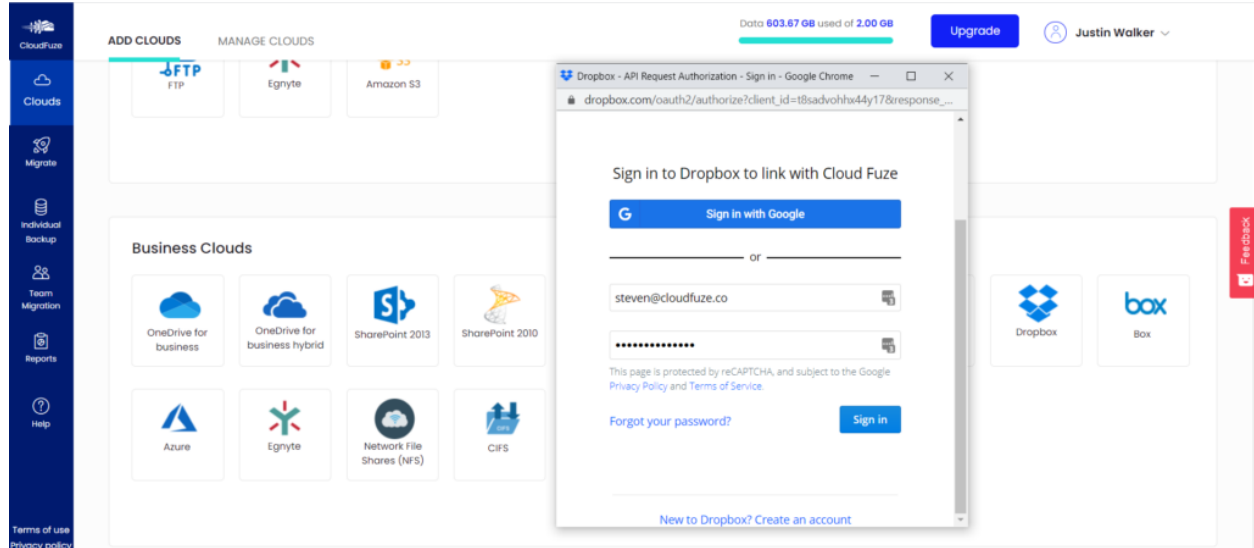 CloudFuze
Clouds
Migrate
Individual
Backup
Team
Migration
Reports
Help
Terms of use
Privacy policy
ADD CLOUDS
MANAGE CLOUDS
Data 603.67 GB used of 2.00 GB
Upgrade
Justin Walker
FTP
FTP
Egnyte
S3
Amazon S3
Business Clouds
OneDrive for
business
OneDrive for
business hybrid
S
SharePoint 2013
SharePoint 2010
Dropbox
box
Box
Azure
Egnyte
Network File
Shares (NFS)
CIFS
CIFS
Dropbox - API Request Authorization - Sign in - Google Chrome
dropbox.com/oauth2/authorize?client_id=t8sadvohhx44y17&response_...
Sign in to Dropbox to link with Cloud Fuze
G Sign in with Google
or
steven@cloudfuze.co
••••••••••••••
This page is protected by reCAPTCHA, and subject to the Google
Privacy Policy and Terms of Service.
Forgot your password?
Sign in
New to Dropbox? Create an account
Feedback